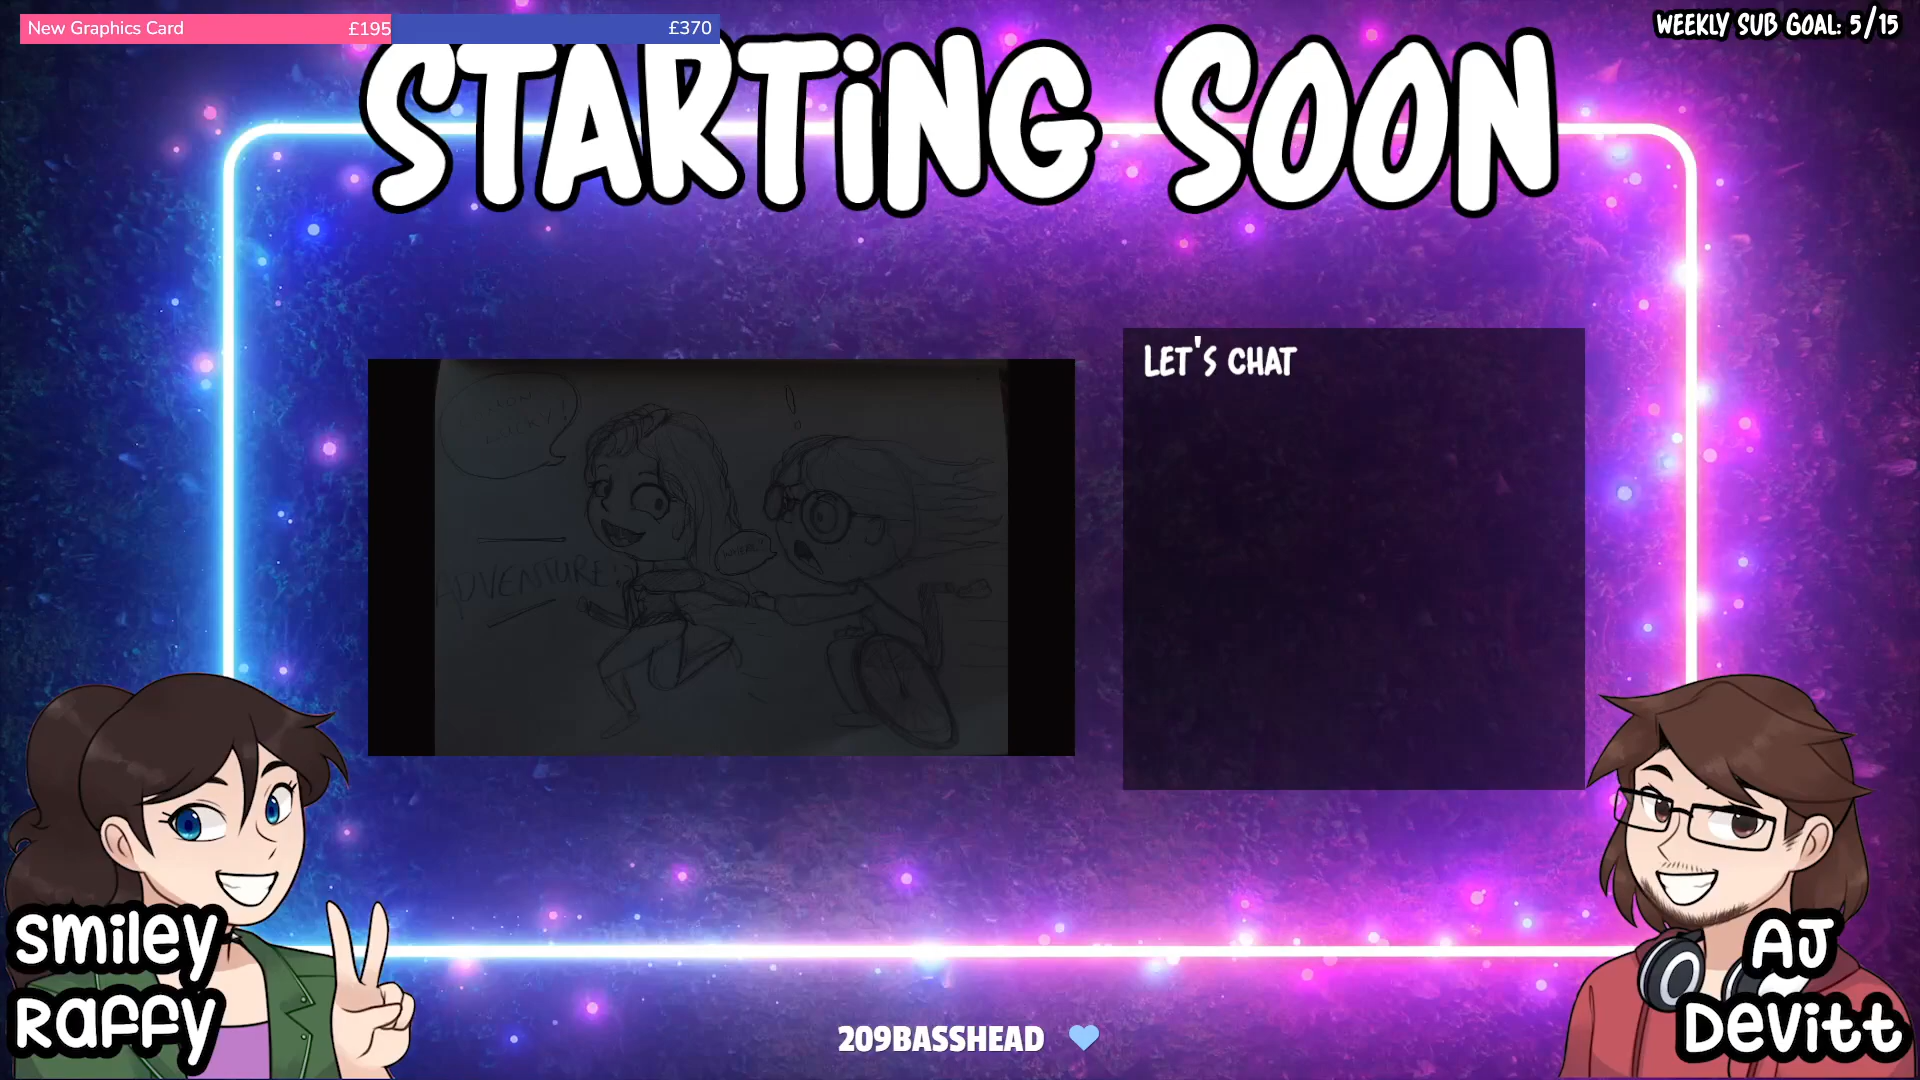 New Graphics Card £195 £370
WEEKLY SUB GOAL: 5/15
STARTING SOON
LET'S CHAT
ADVENTURE!
Smiley
Raffy
AJ
Devitt
209BASSHEAD